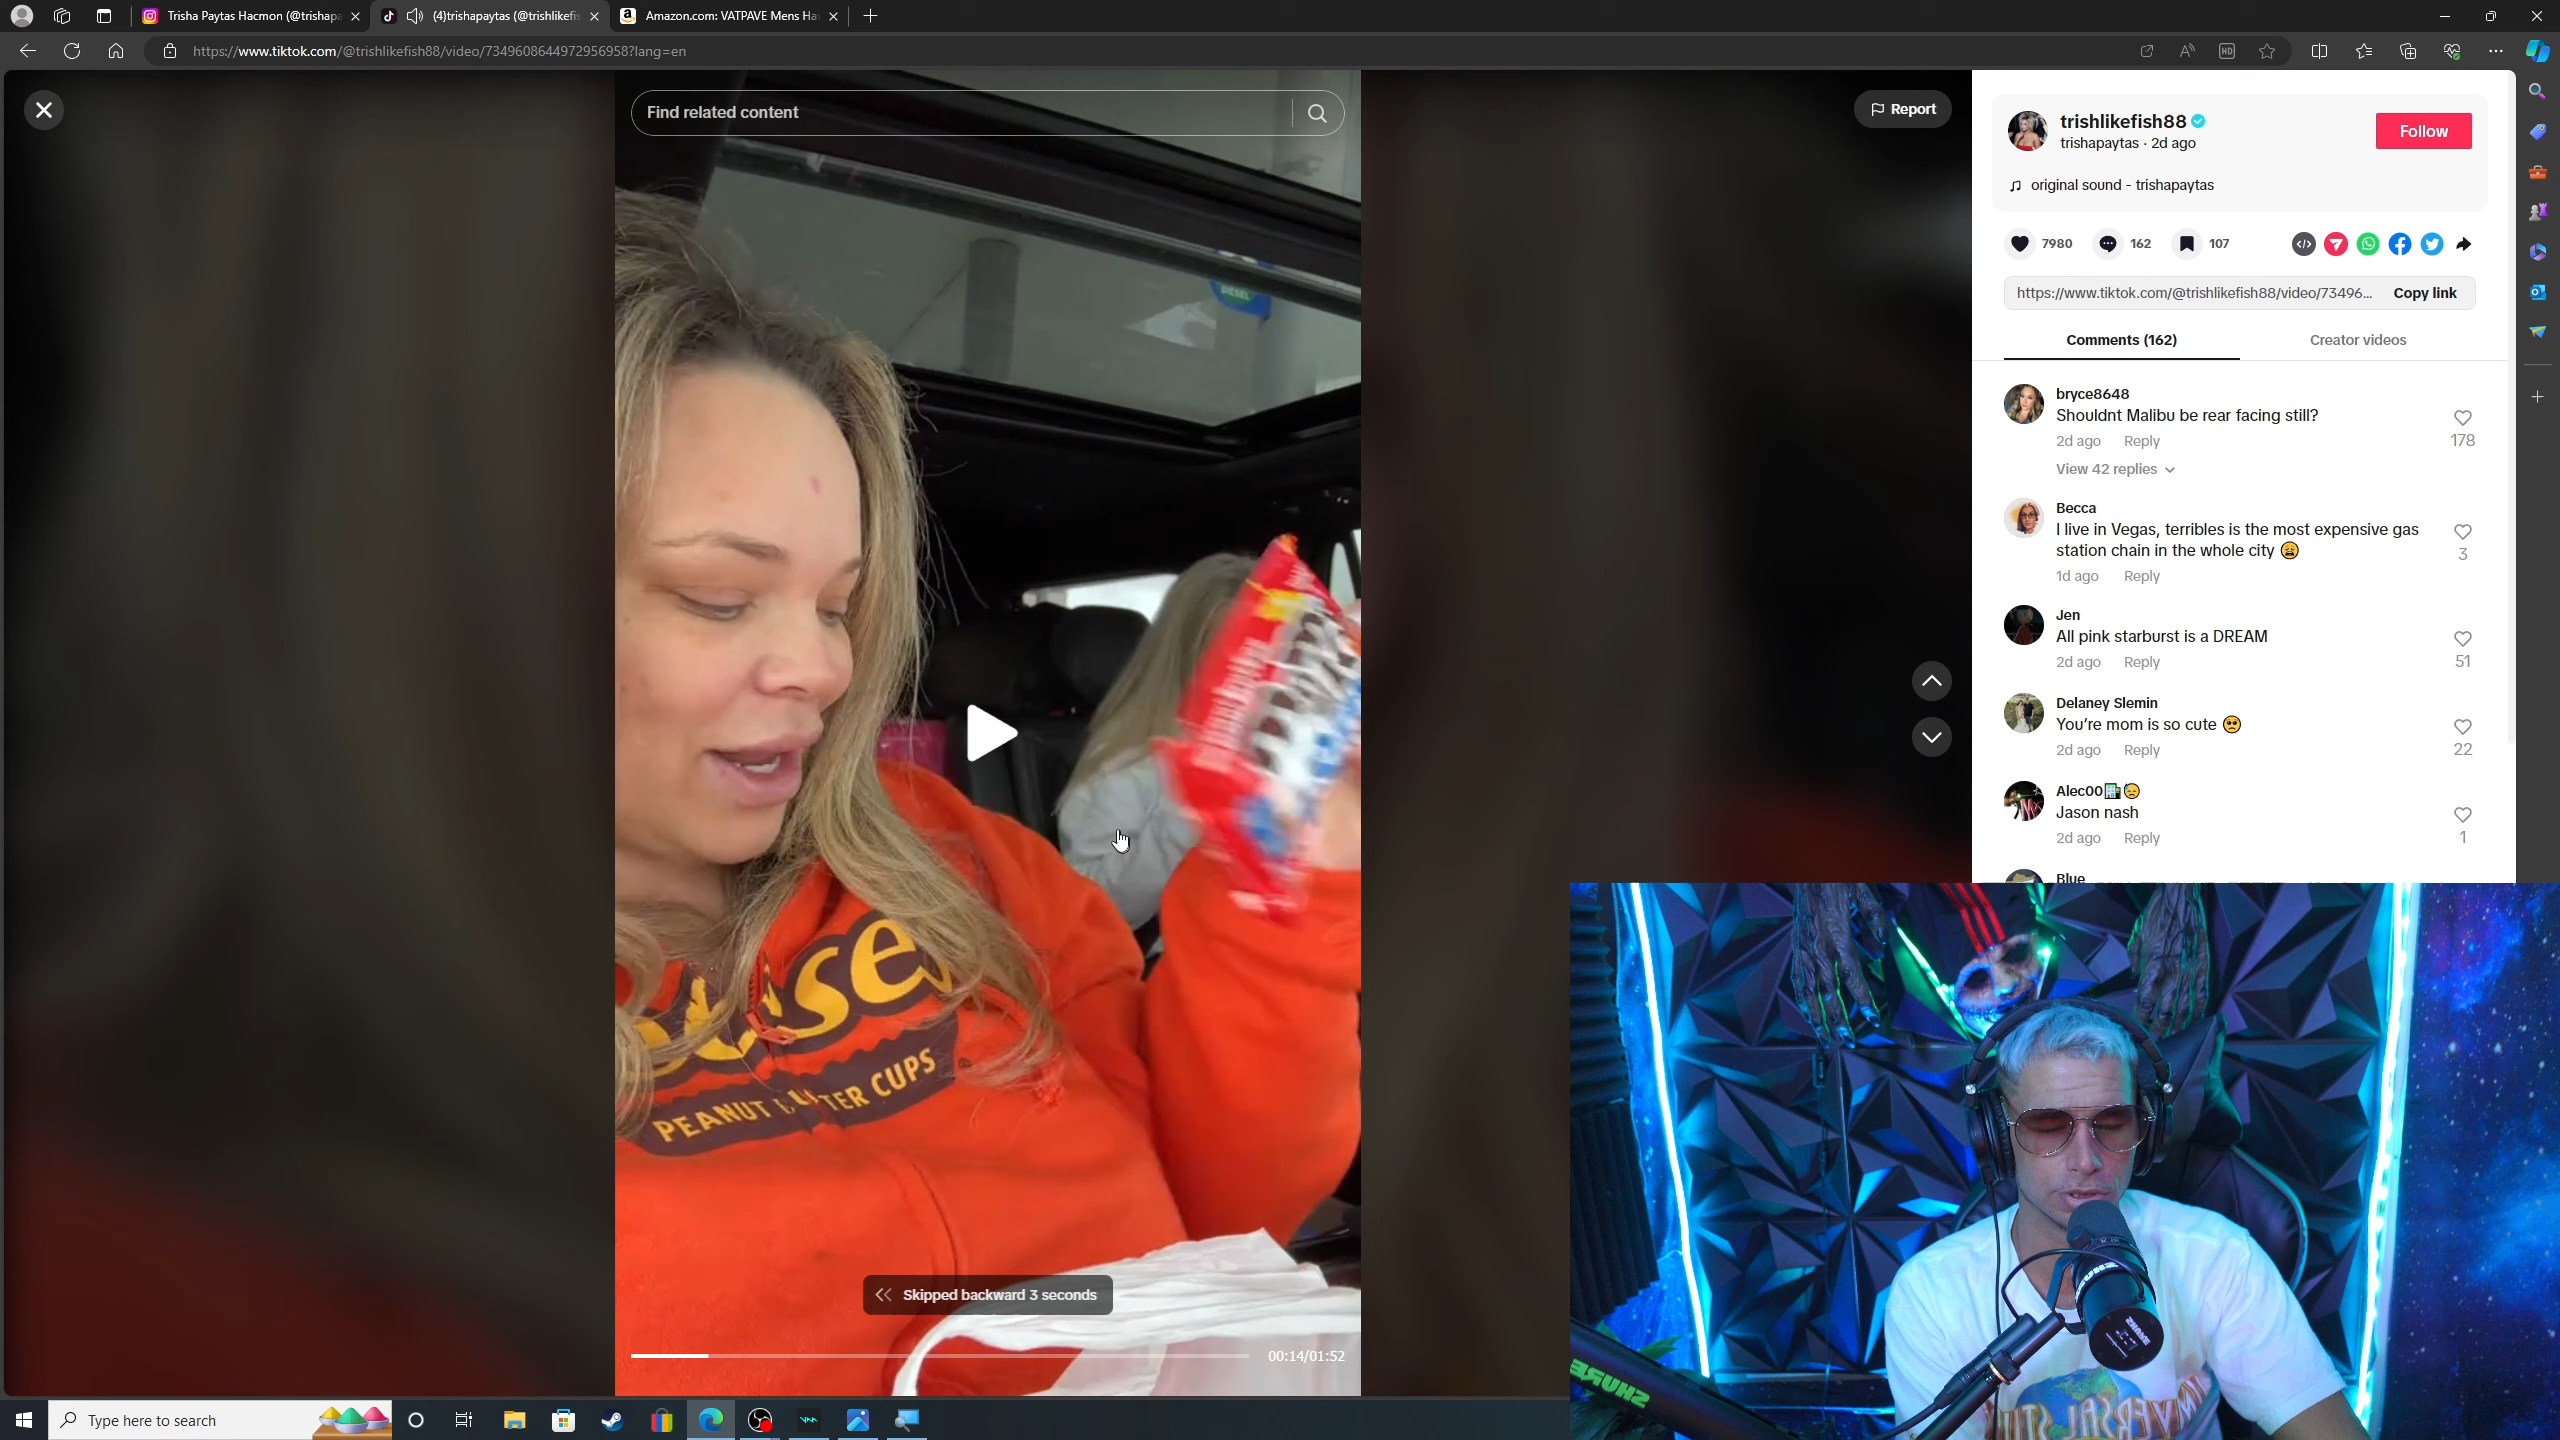 Trisha Paytas Hacmon (@trishapa
(4)trishapaytas (@trishlikefis
Amazon.com: VATPAVE Mens Ha
https://www.tiktok.com/@trishlikefish88/video/7349608644972956958?lang=en
HD
Find related content
Report
trishlikefish88
trishapaytas · 2d ago
Follow
original sound - trishapaytas
7980
162
107
https://www.tiktok.com/@trishlikefish88/video/73496...
Copy link
Comments (162)
Creator videos
bryce8648
Shouldnt Malibu be rear facing still?
2d ago Reply
178
View 42 replies
Becca
I live in Vegas, terribles is the most expensive gas
station chain in the whole city 😩
3
1d ago Reply
Jen
All pink starburst is a DREAM
2d ago Reply
51
Delaney Slemin
You're mom is so cute 🥺
2d ago Reply
22
Alec00
Jason nash
2d ago Reply
1
Blue
DIESEL
PEANUT BUTTER CUPS
Skipped backward 3 seconds
00:14/01:52
SHURE
Type here to search